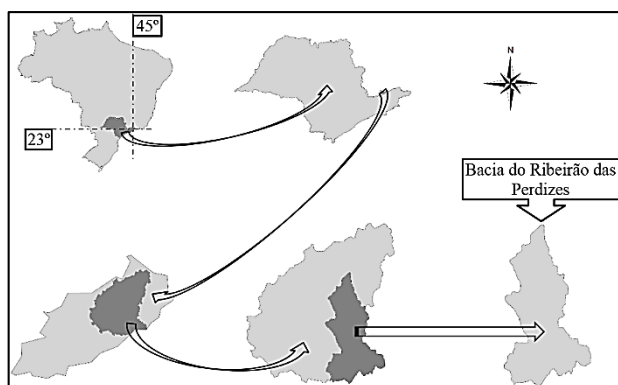 45º
N
23º
Bacia do Ribeirão das
Perdizes